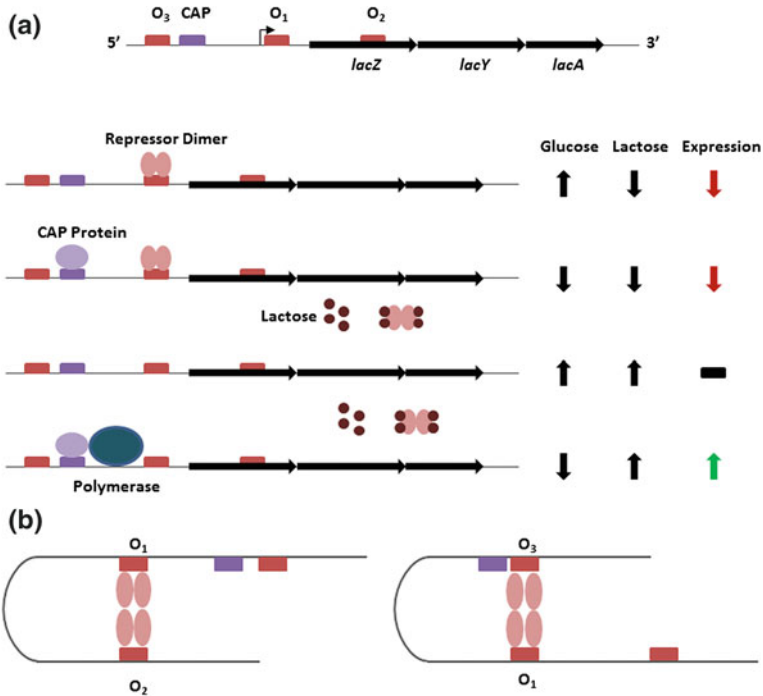 (a)
O3 CAP O1 O2
5’ 3’
lacZ lacY lacA
Repressor Dimer
Glucose Lactose Expression
CAP Protein
Lactose
Polymerase
(b)
O1 O3
O2 O1